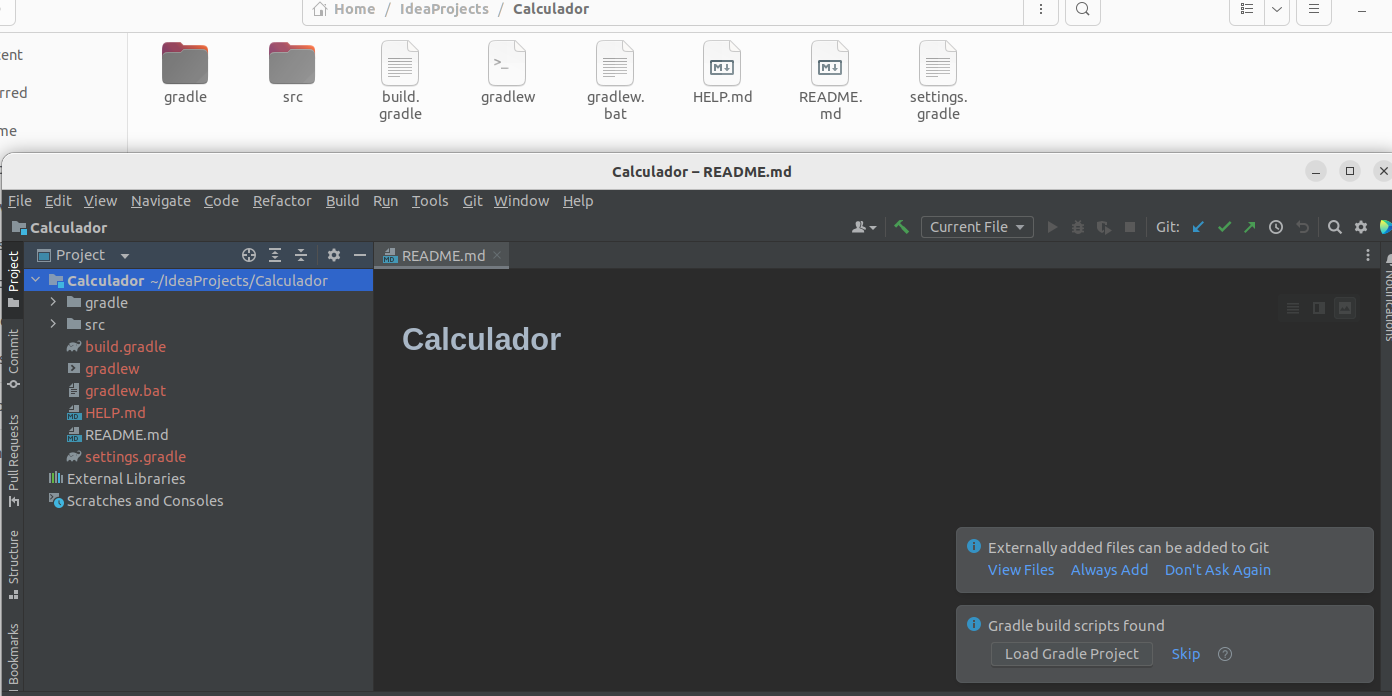 Home / IdeaProjects / Calculador
ent
rred
me
gradle
src
build.
gradle
gradlew
gradlew.
bat
HELP.md
README.
md
settings.
gradle
Calculador – README.md
File Edit View Navigate Code Refactor Build Run Tools Git Window Help
Calculador
Current File
Git:
Project
README.md
Calculador ~/IdeaProjects/Calculador
gradle
src
build.gradle
gradlew
gradlew.bat
HELP.md
README.md
settings.gradle
External Libraries
Scratches and Consoles
Project
Commit
Pull Requests
Structure
Bookmarks
Calculador
Notifications
Externally added files can be added to Git
View Files Always Add Don't Ask Again
Gradle build scripts found
Load Gradle Project Skip ?